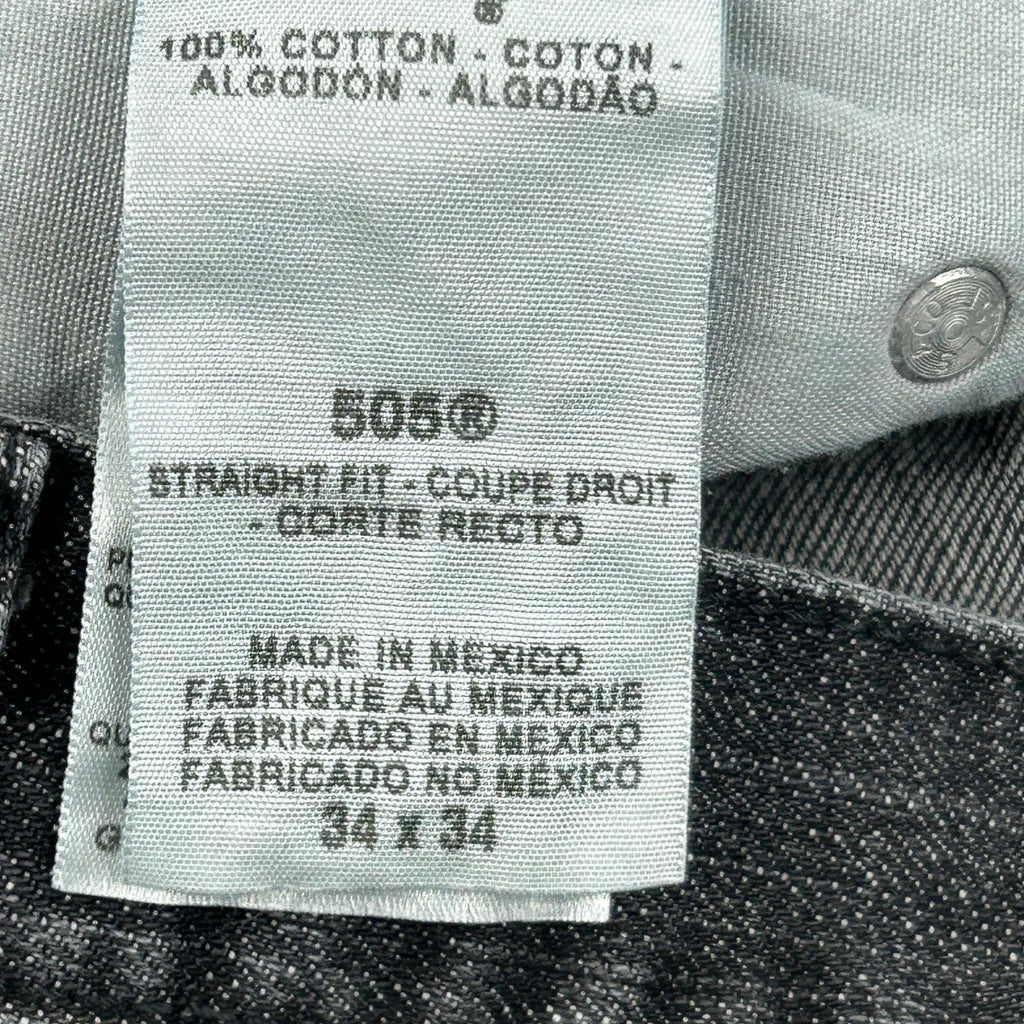 ®
100% COTTON - COTON -
ALGODÓN - ALGODÃO
505®
STRAIGHT FIT - COUPE DROIT
- CORTE RECTO
MADE IN MEXICO
FABRIQUE AU MEXIQUE
FABRICADO EN MEXICO
FABRICADO NO MÉXICO
34 x 34